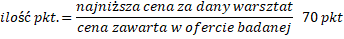 ilość pkt. = najniższa cena za dany warsztat / cena zawarta w ofercie badanej 70 pkt